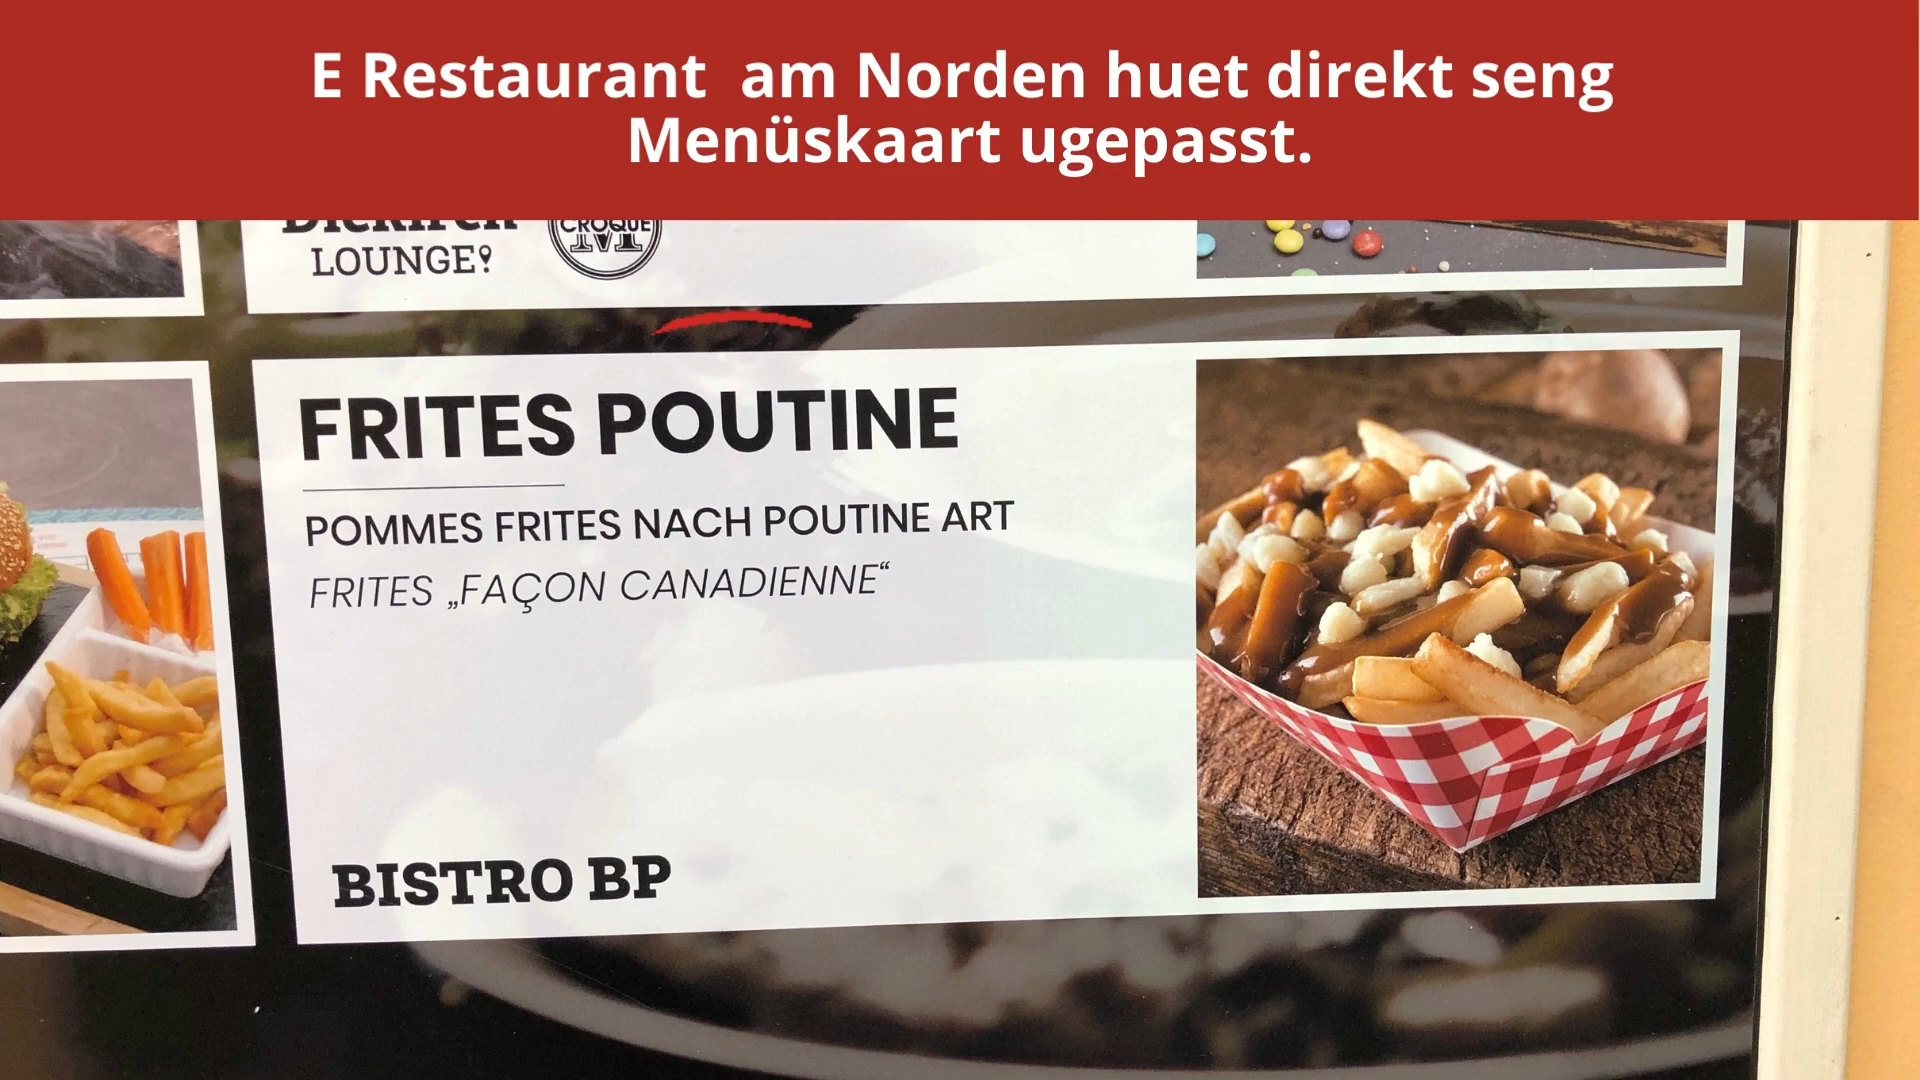 E Restaurant  am Norden huet direkt seng
Menüskaart ugepasst.
Diekirch
LOUNGE
CROQUE
M
FRITES POUTINE
POMMES FRITES NACH POUTINE ART
FRITES „FAÇON CANADIENNE“
BISTRO BP